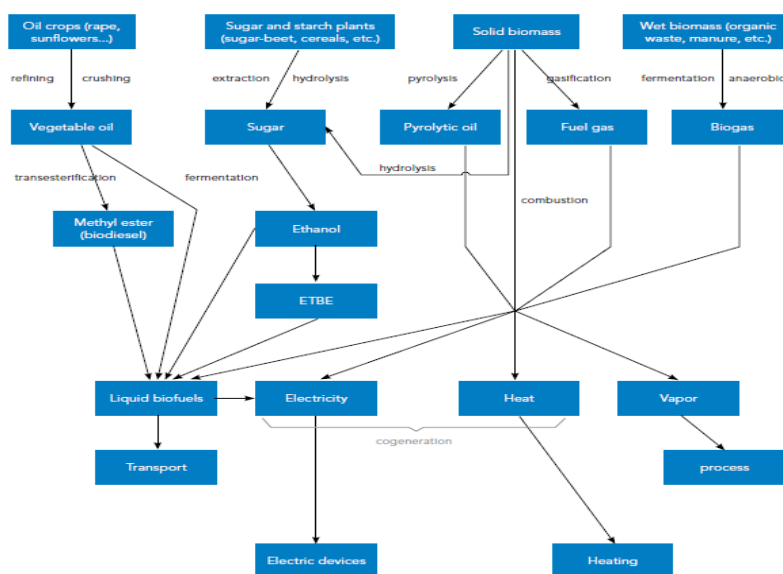 Oil crops (rape,
sunflowers...)
Sugar and starch plants
(sugar-beet, cereals, etc.)
Solid biomass
Wet biomass (organic
waste, manure, etc.)
refining
crushing
extraction
hydrolysis
pyrolysis
gasification
fermentation
anaerobic
Vegetable oil
Sugar
Pyrolytic oil
Fuel gas
Biogas
transesterification
fermentation
hydrolysis
combustion
Methyl ester
(biodiesel)
Ethanol
ETBE
Liquid biofuels
Electricity
Heat
Vapor
cogeneration
Transport
process
Electric devices
Heating